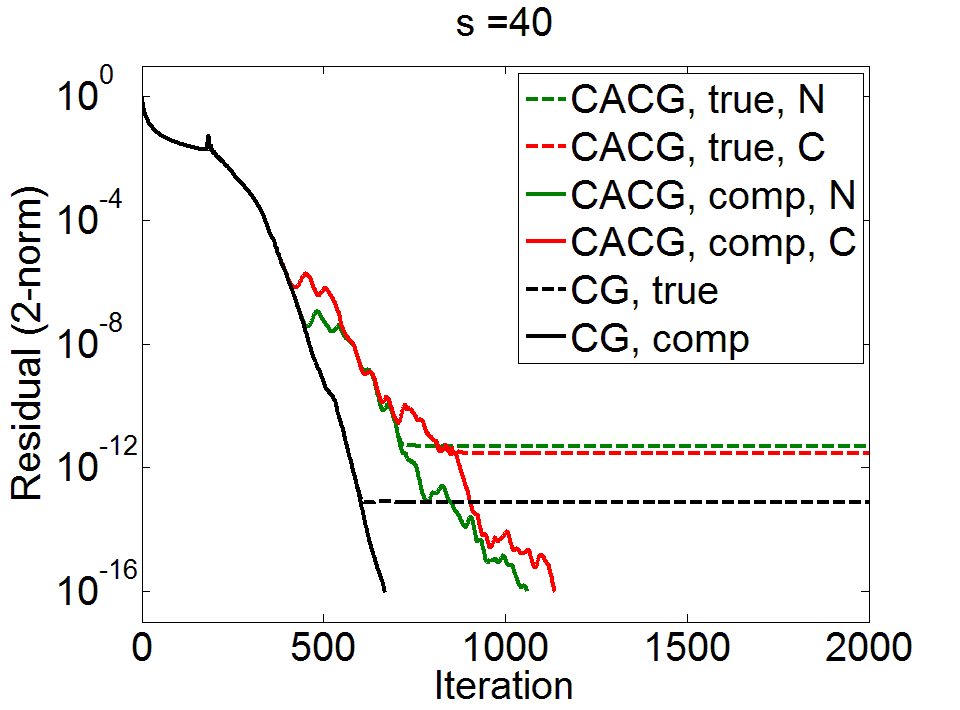 s =40
CACG, true, N
CACG, true, C
CACG, comp, N
CACG, comp, C
CG, true
CG, comp
Residual (2-norm)
10^0
10^-4
10^-8
10^-12
10^-16
0 500 1000 1500 2000
Iteration